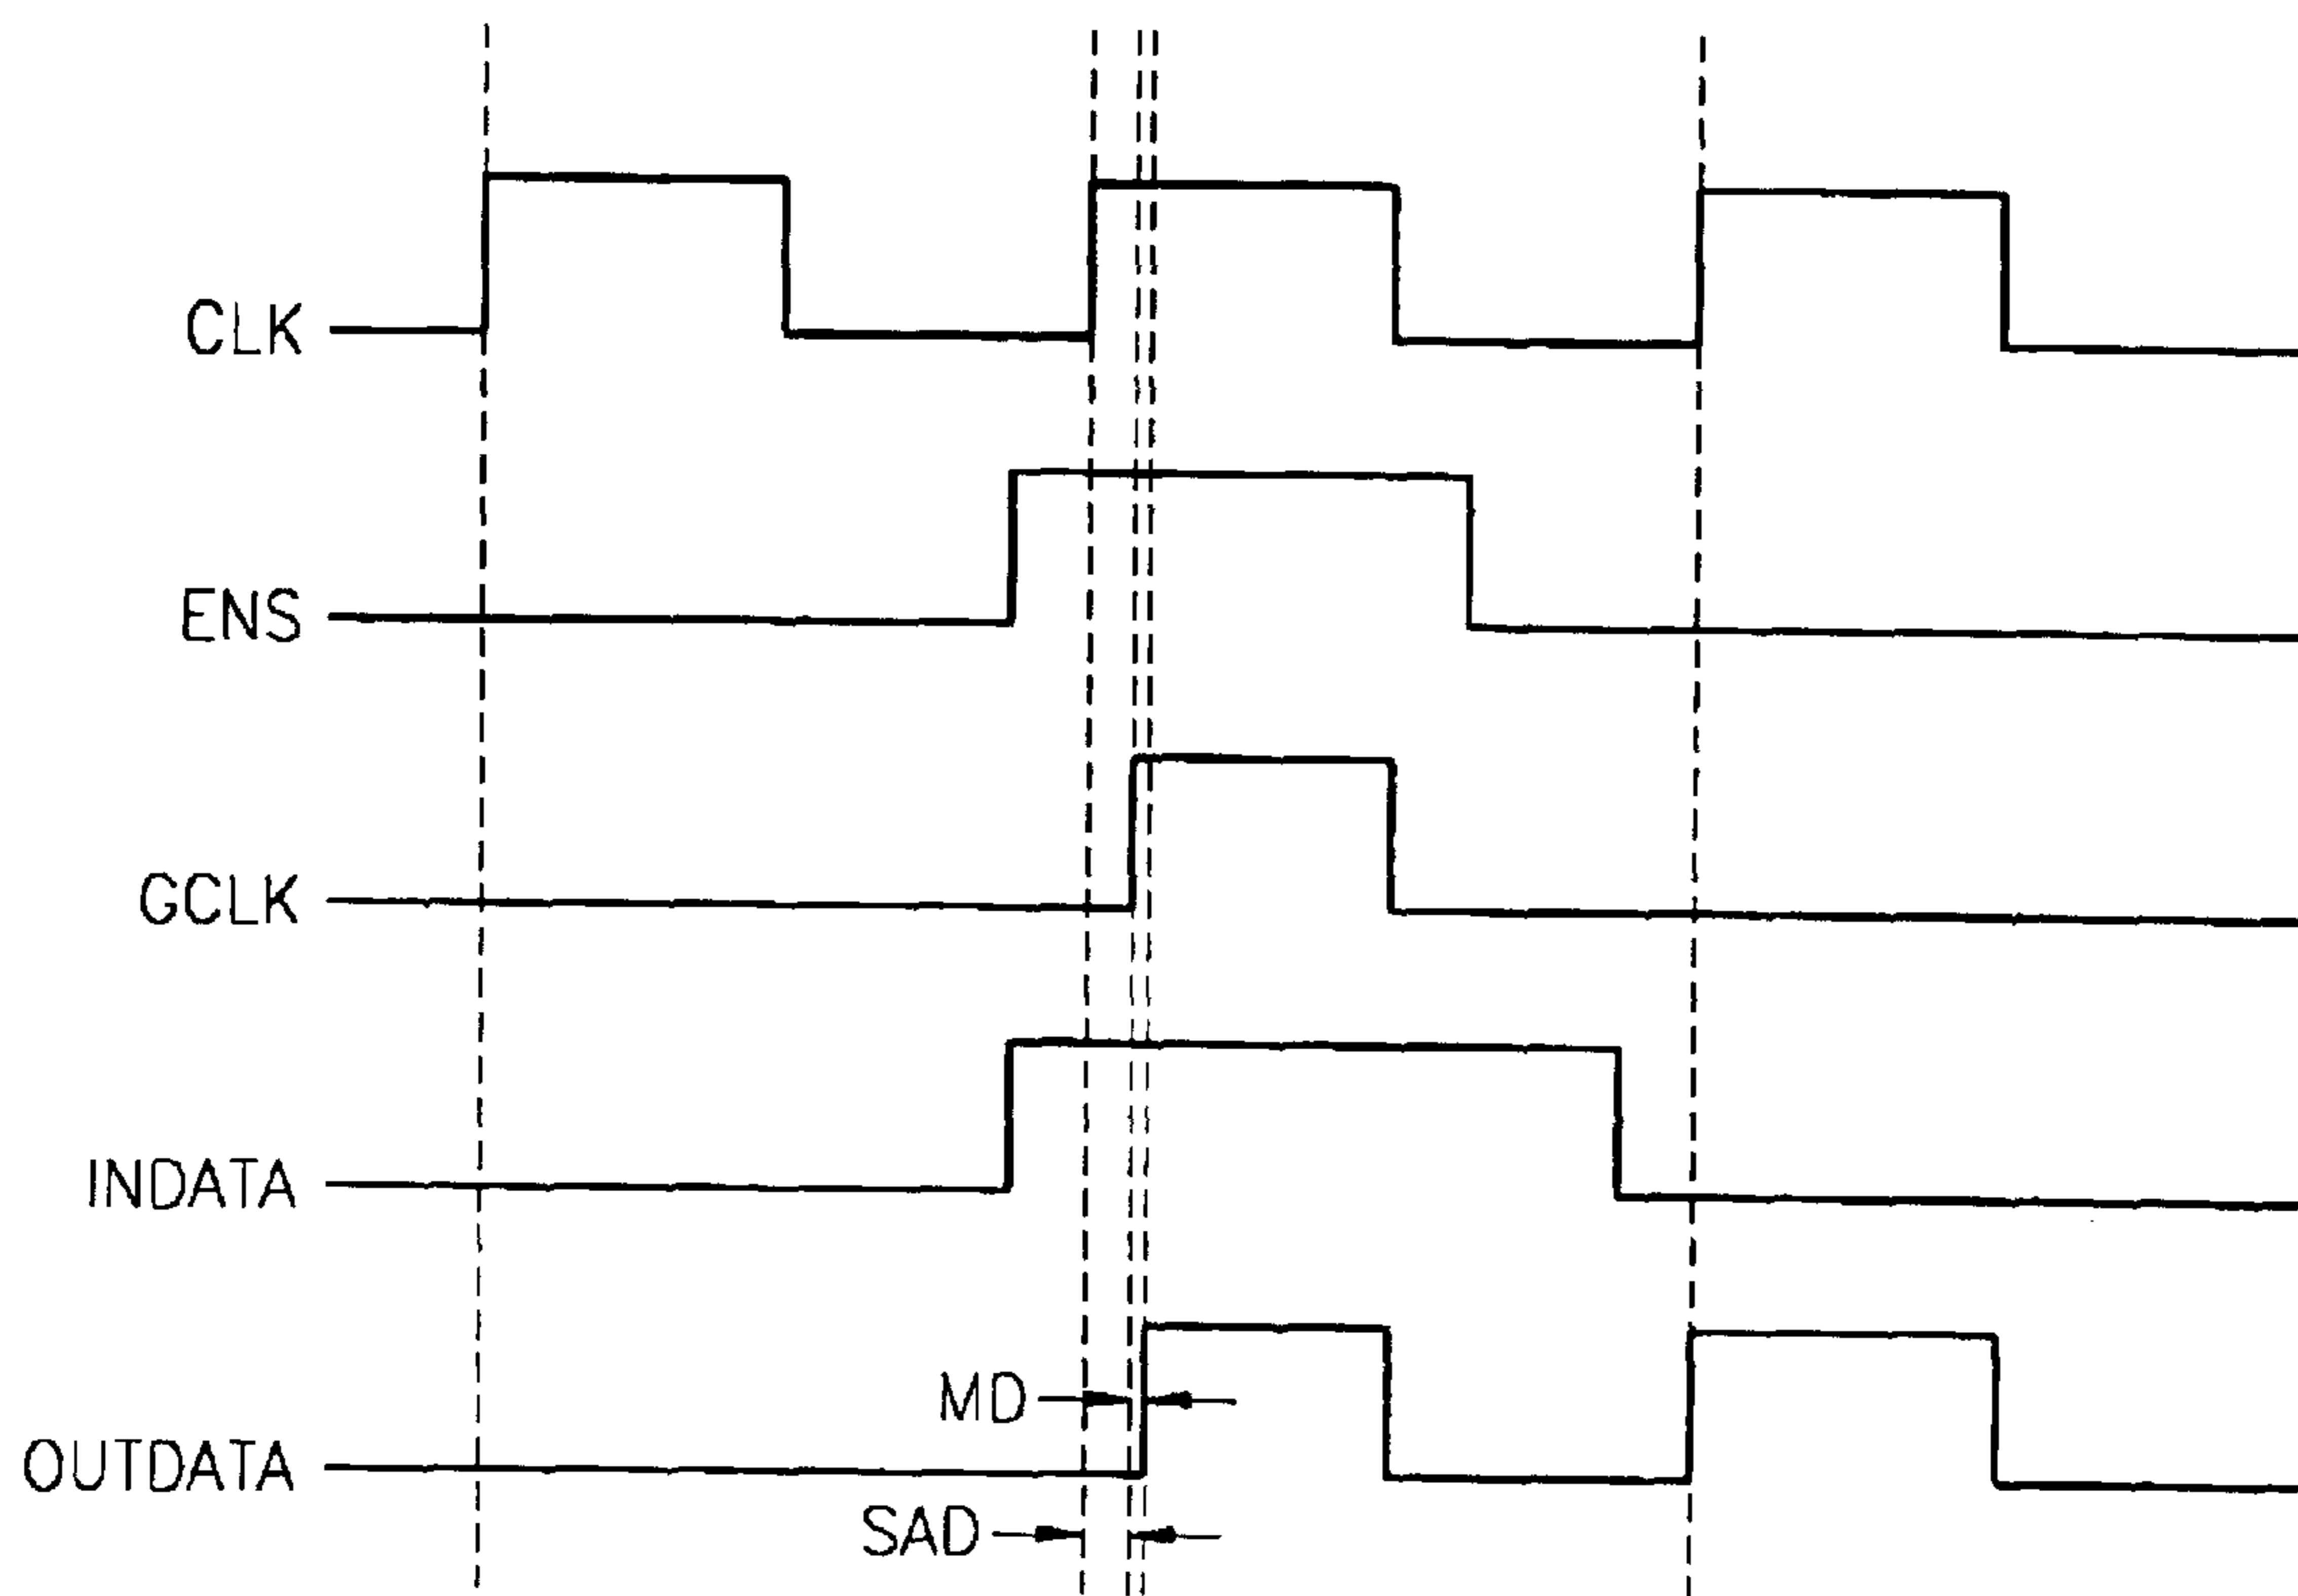 CLK
ENS
GCLK
INDATA
MD
OUTDATA
SAD